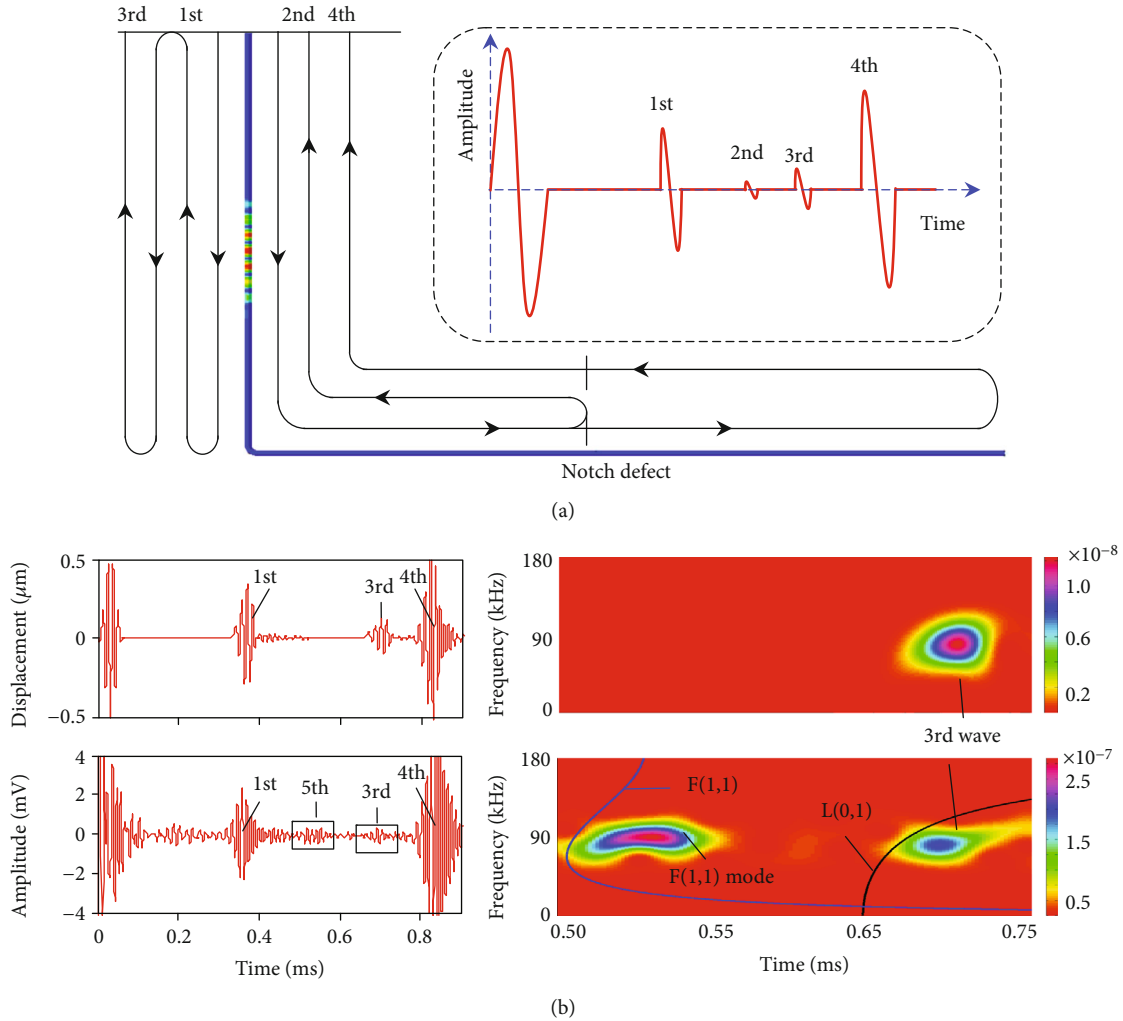 3rd 1st 2nd 4th
Amplitude
1st
2nd
3rd
4th
Time
Notch defect
(a)
Displacement (μm)
0.5
0
−0.5
1st
3rd
4th
Amplitude (mV)
4
2
0
−2
−4
1st
5th
3rd
4th
0 0.2 0.4 0.6 0.8
Time (ms)
Frequency (kHz)
180
90
0
×10⁻⁸
1.0
0.6
0.2
3rd wave
Frequency (kHz)
180
90
0
F(1,1)
L(0,1)
F(1,1) mode
×10⁻⁷
2.5
1.5
0.5
0.50 0.55 0.65 0.75
Time (ms)
(b)